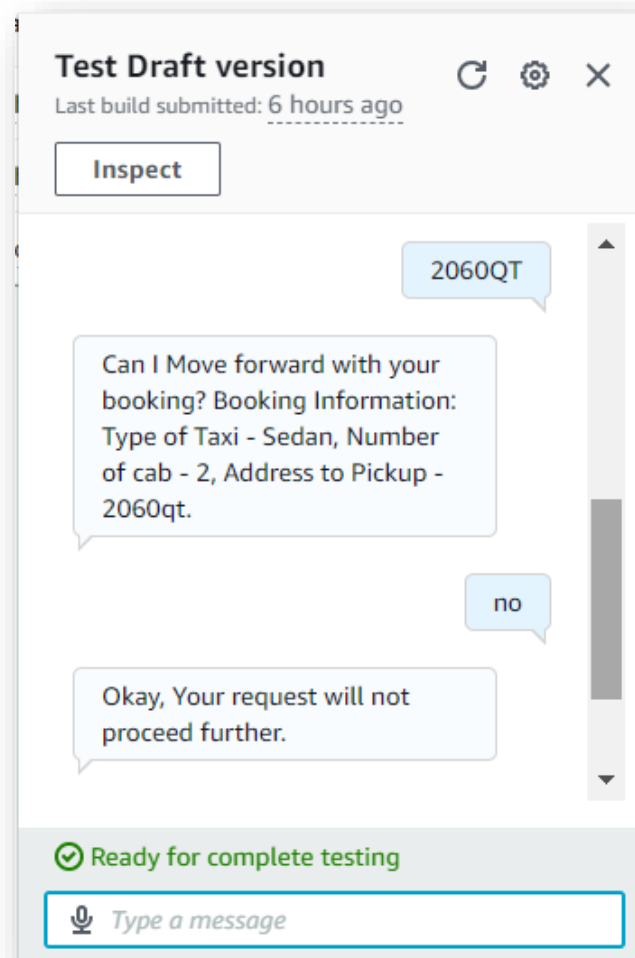 Test Draft version
Last build submitted: 6 hours ago
Inspect
2060QT
Can I Move forward with your
booking? Booking Information:
Type of Taxi - Sedan, Number
of cab - 2, Address to Pickup -
2060qt.
no
Okay, Your request will not
proceed further.
Ready for complete testing
Type a message